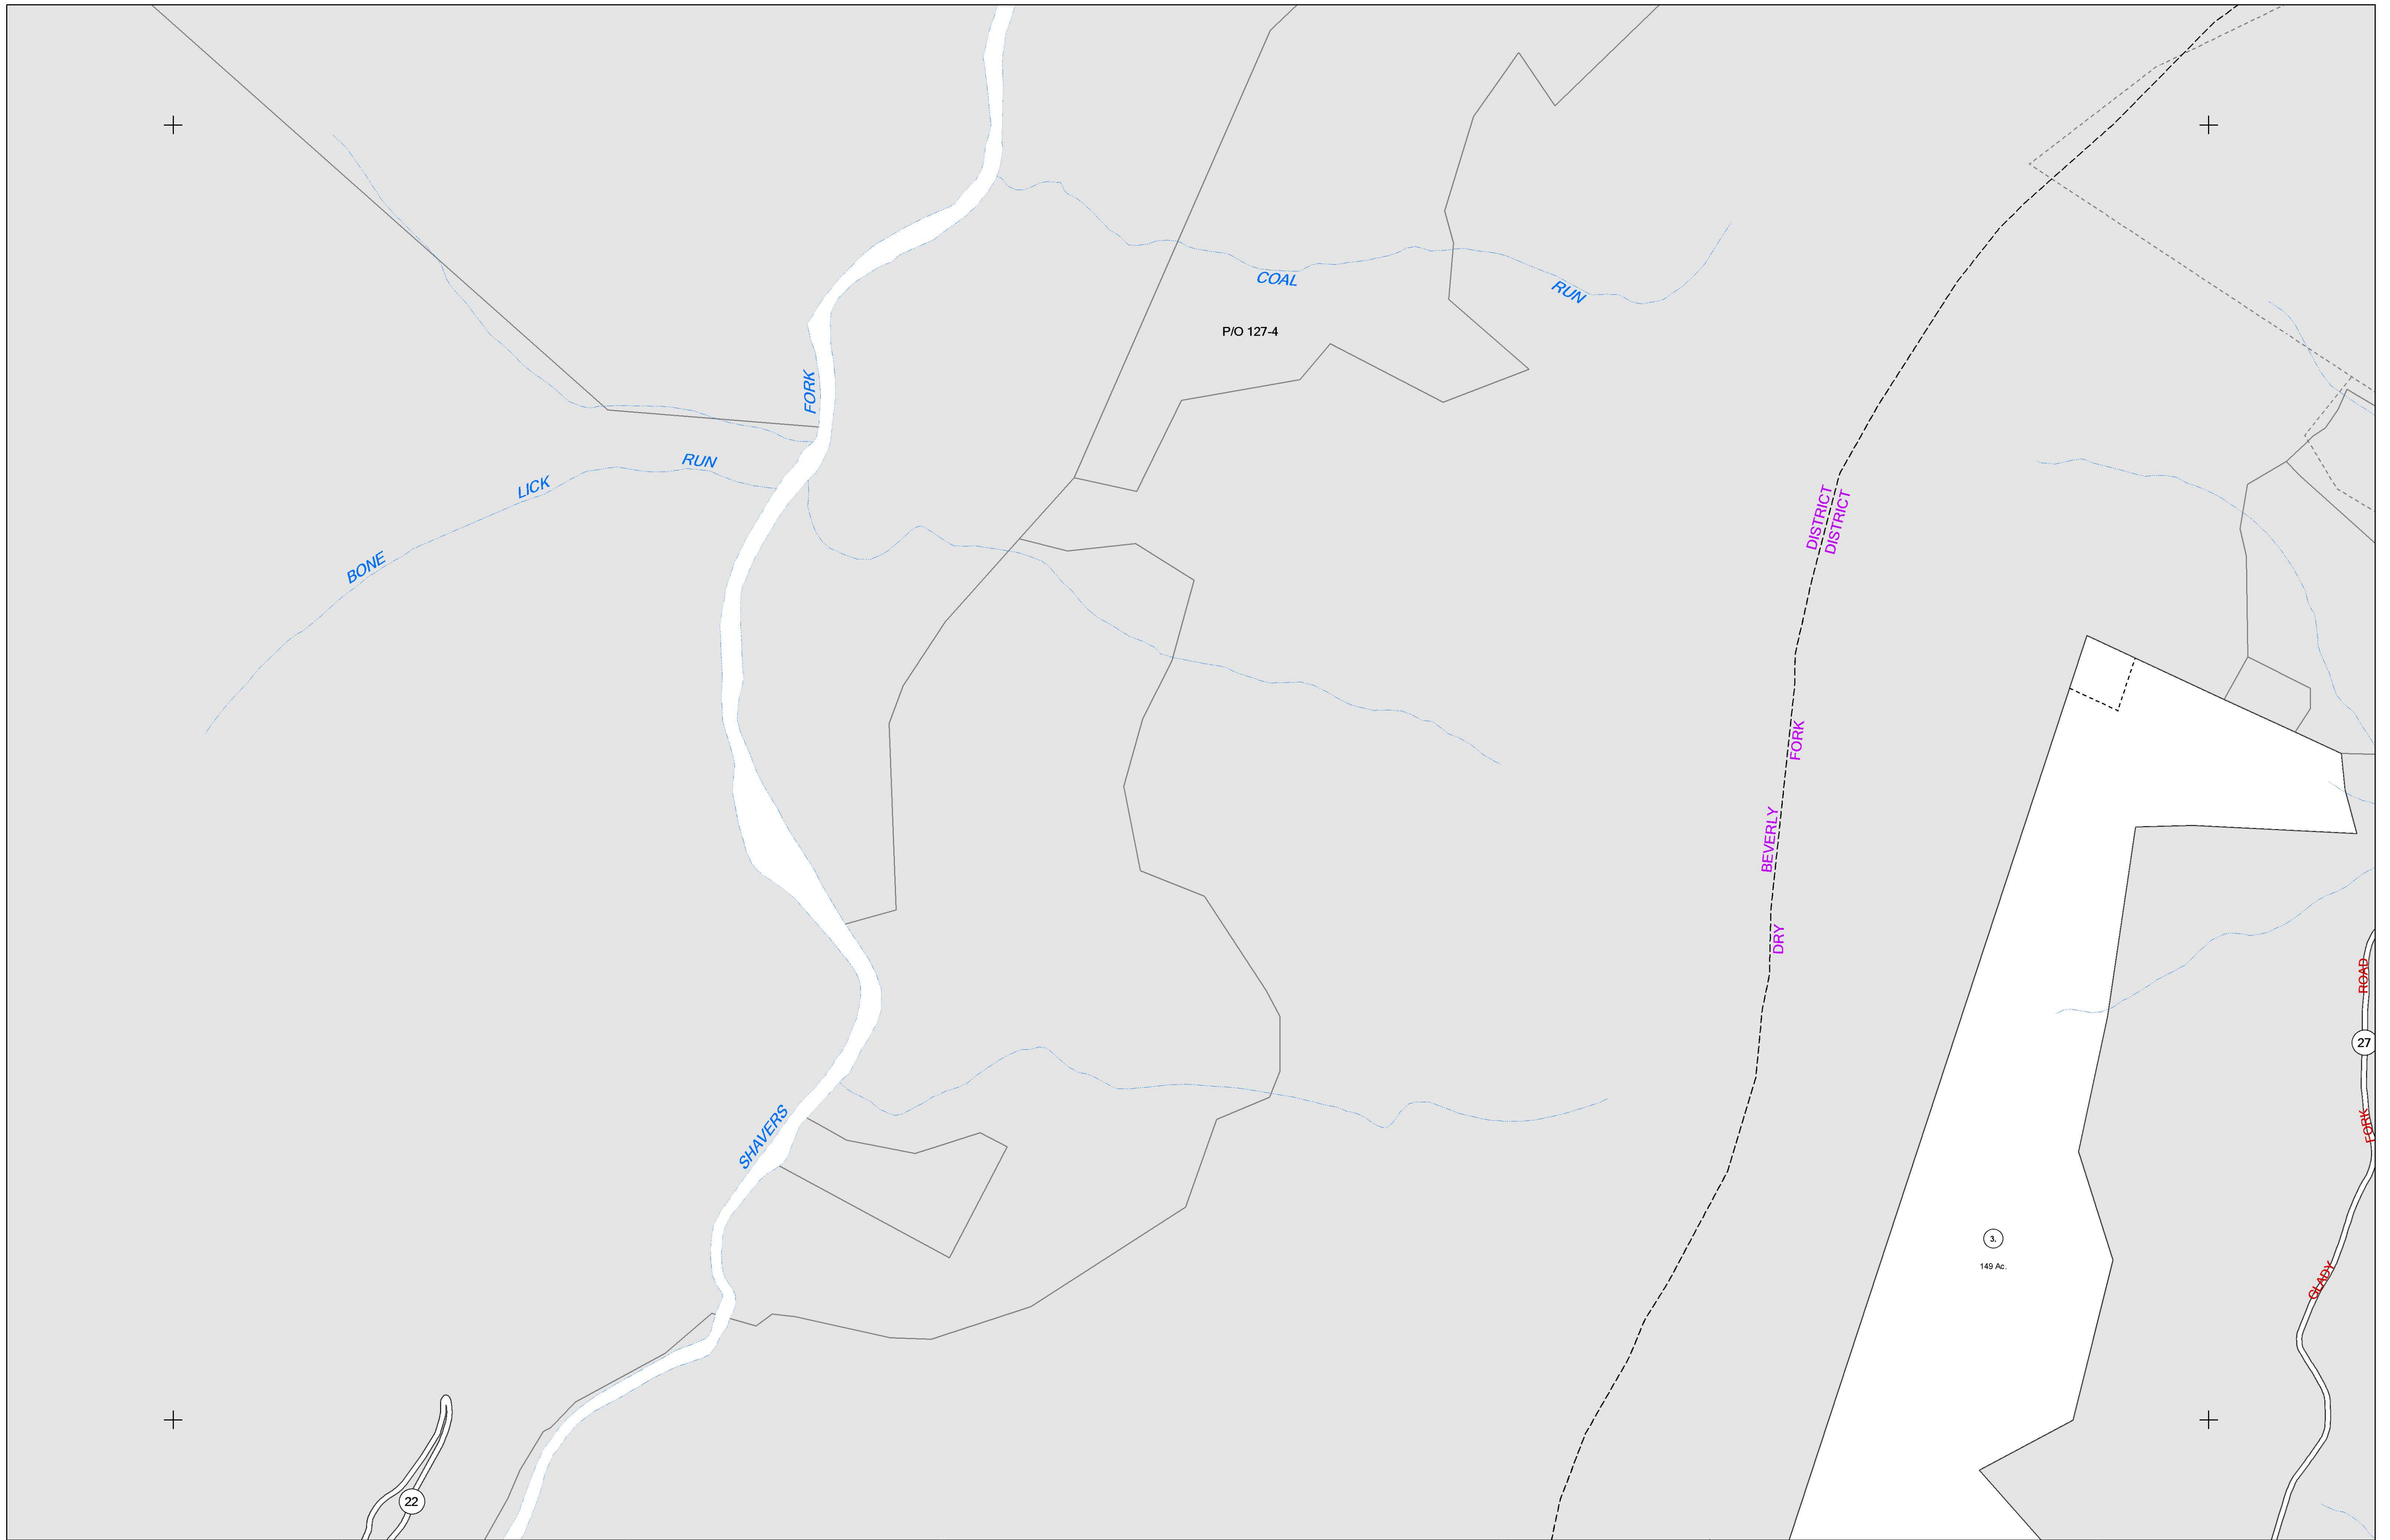 COAL RUN
P/O 127-4
SHAVERS FORK
BONE LICK RUN
BEVERLY DISTRICT
DRY FORK DISTRICT
GLADY FORK ROAD
27
3.
149 Ac.
22